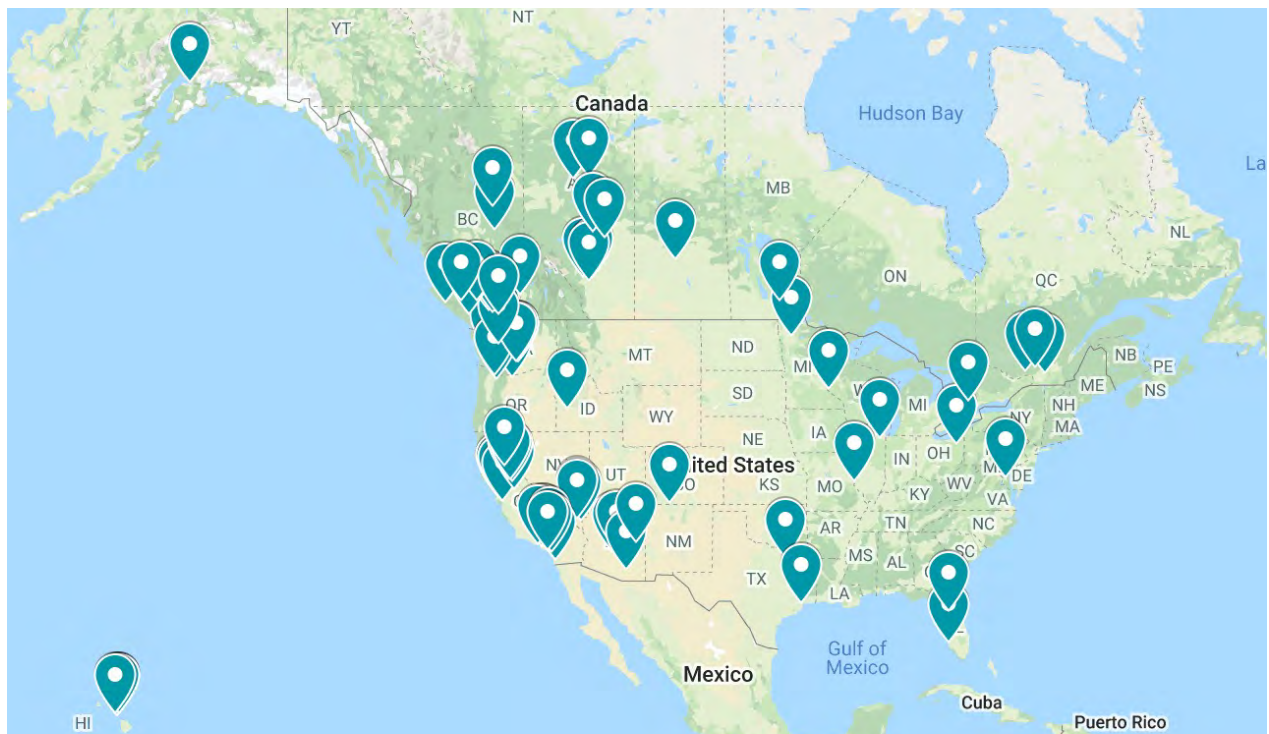 NT
YT
Canada
Hudson Bay
La
BC
MB
NL
ON
QC
MT
ND
NB
PE
ME
NS
SD
OR
ID
WY
MI
NY
NH
MA
IA
NE
IN
OH
DE
UT
ited States
KS
MO
WV
VA
KY
NC
TN
AR
NM
SC
MS
AL
TX
LA
Gulf of
Mexico
Mexico
Cuba
HI
Puerto Rico